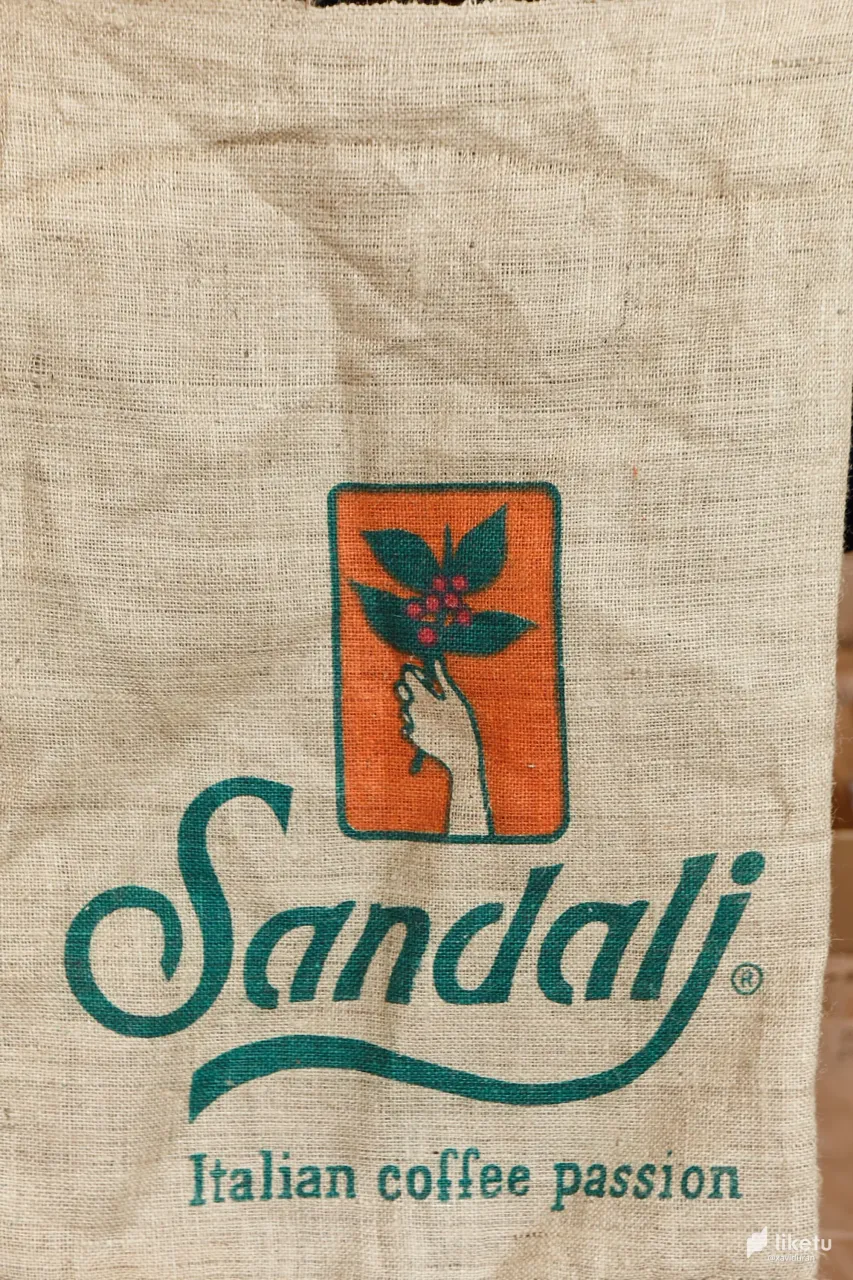 Sandalj®
Italian coffee passion
liketu